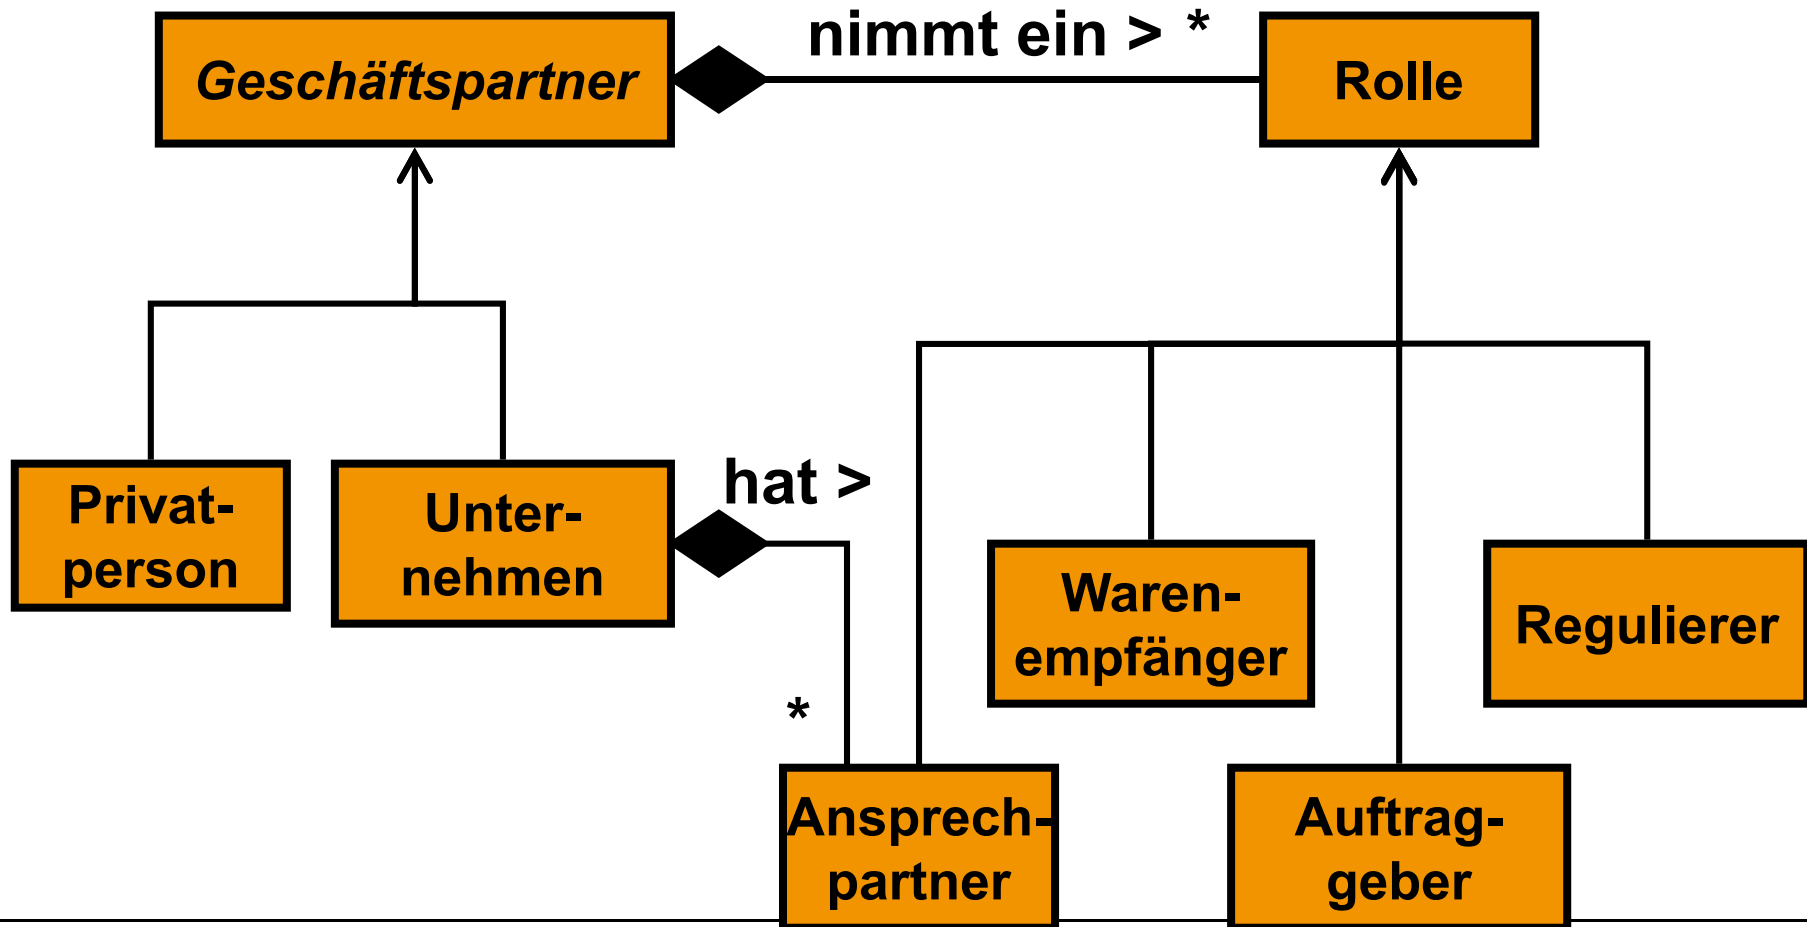 nimmt ein > *
Geschäftspartner
Rolle
hat >
Privat-
person
Unter-
nehmen
Waren-
empfänger
Regulierer
*
Ansprech-
partner
Auftrag-
geber